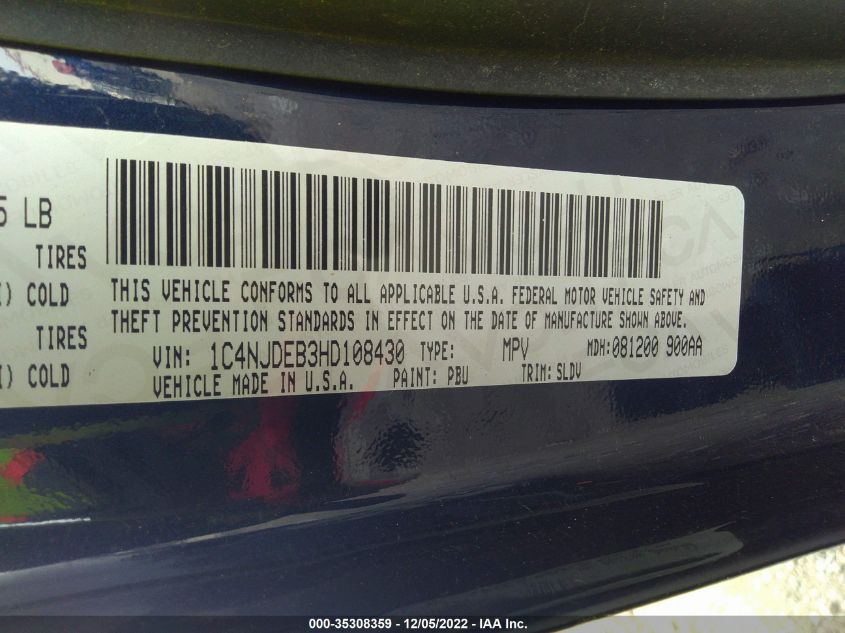 5 LB
TIRES
) COLD
TIRES
) COLD
THIS VEHICLE CONFORMS TO ALL APPLICABLE U.S.A. FEDERAL MOTOR VEHICLE SAFETY AND
THEFT PREVENTION STANDARDS IN EFFECT ON THE DATE OF MANUFACTURE SHOWN ABOVE.
VIN: 1C4NJDEB3HD108430 TYPE: MPV MDH:081200 900AA
VEHICLE MADE IN U.S.A. PAINT: PBU TRIM:SLDV
000-35308359 - 12/05/2022 - IAA Inc.